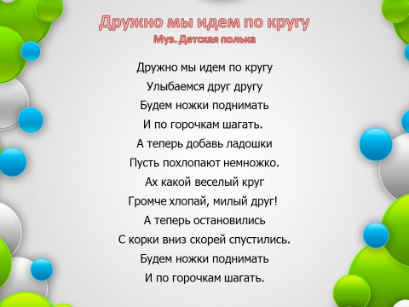 Дружно мы идем по кругу
Муз. Детская полька
Дружно мы идем по кругу
Улыбаемся друг другу
Будем ножки поднимать
И по горочкам шагать.
А теперь добавь ладошки
Пусть похлопают немножко.
Ах какой веселый круг
Громче хлопай, милый друг!
А теперь остановились
С корки вниз скорей спустились.
Будем ножки поднимать
И по горочкам шагать.